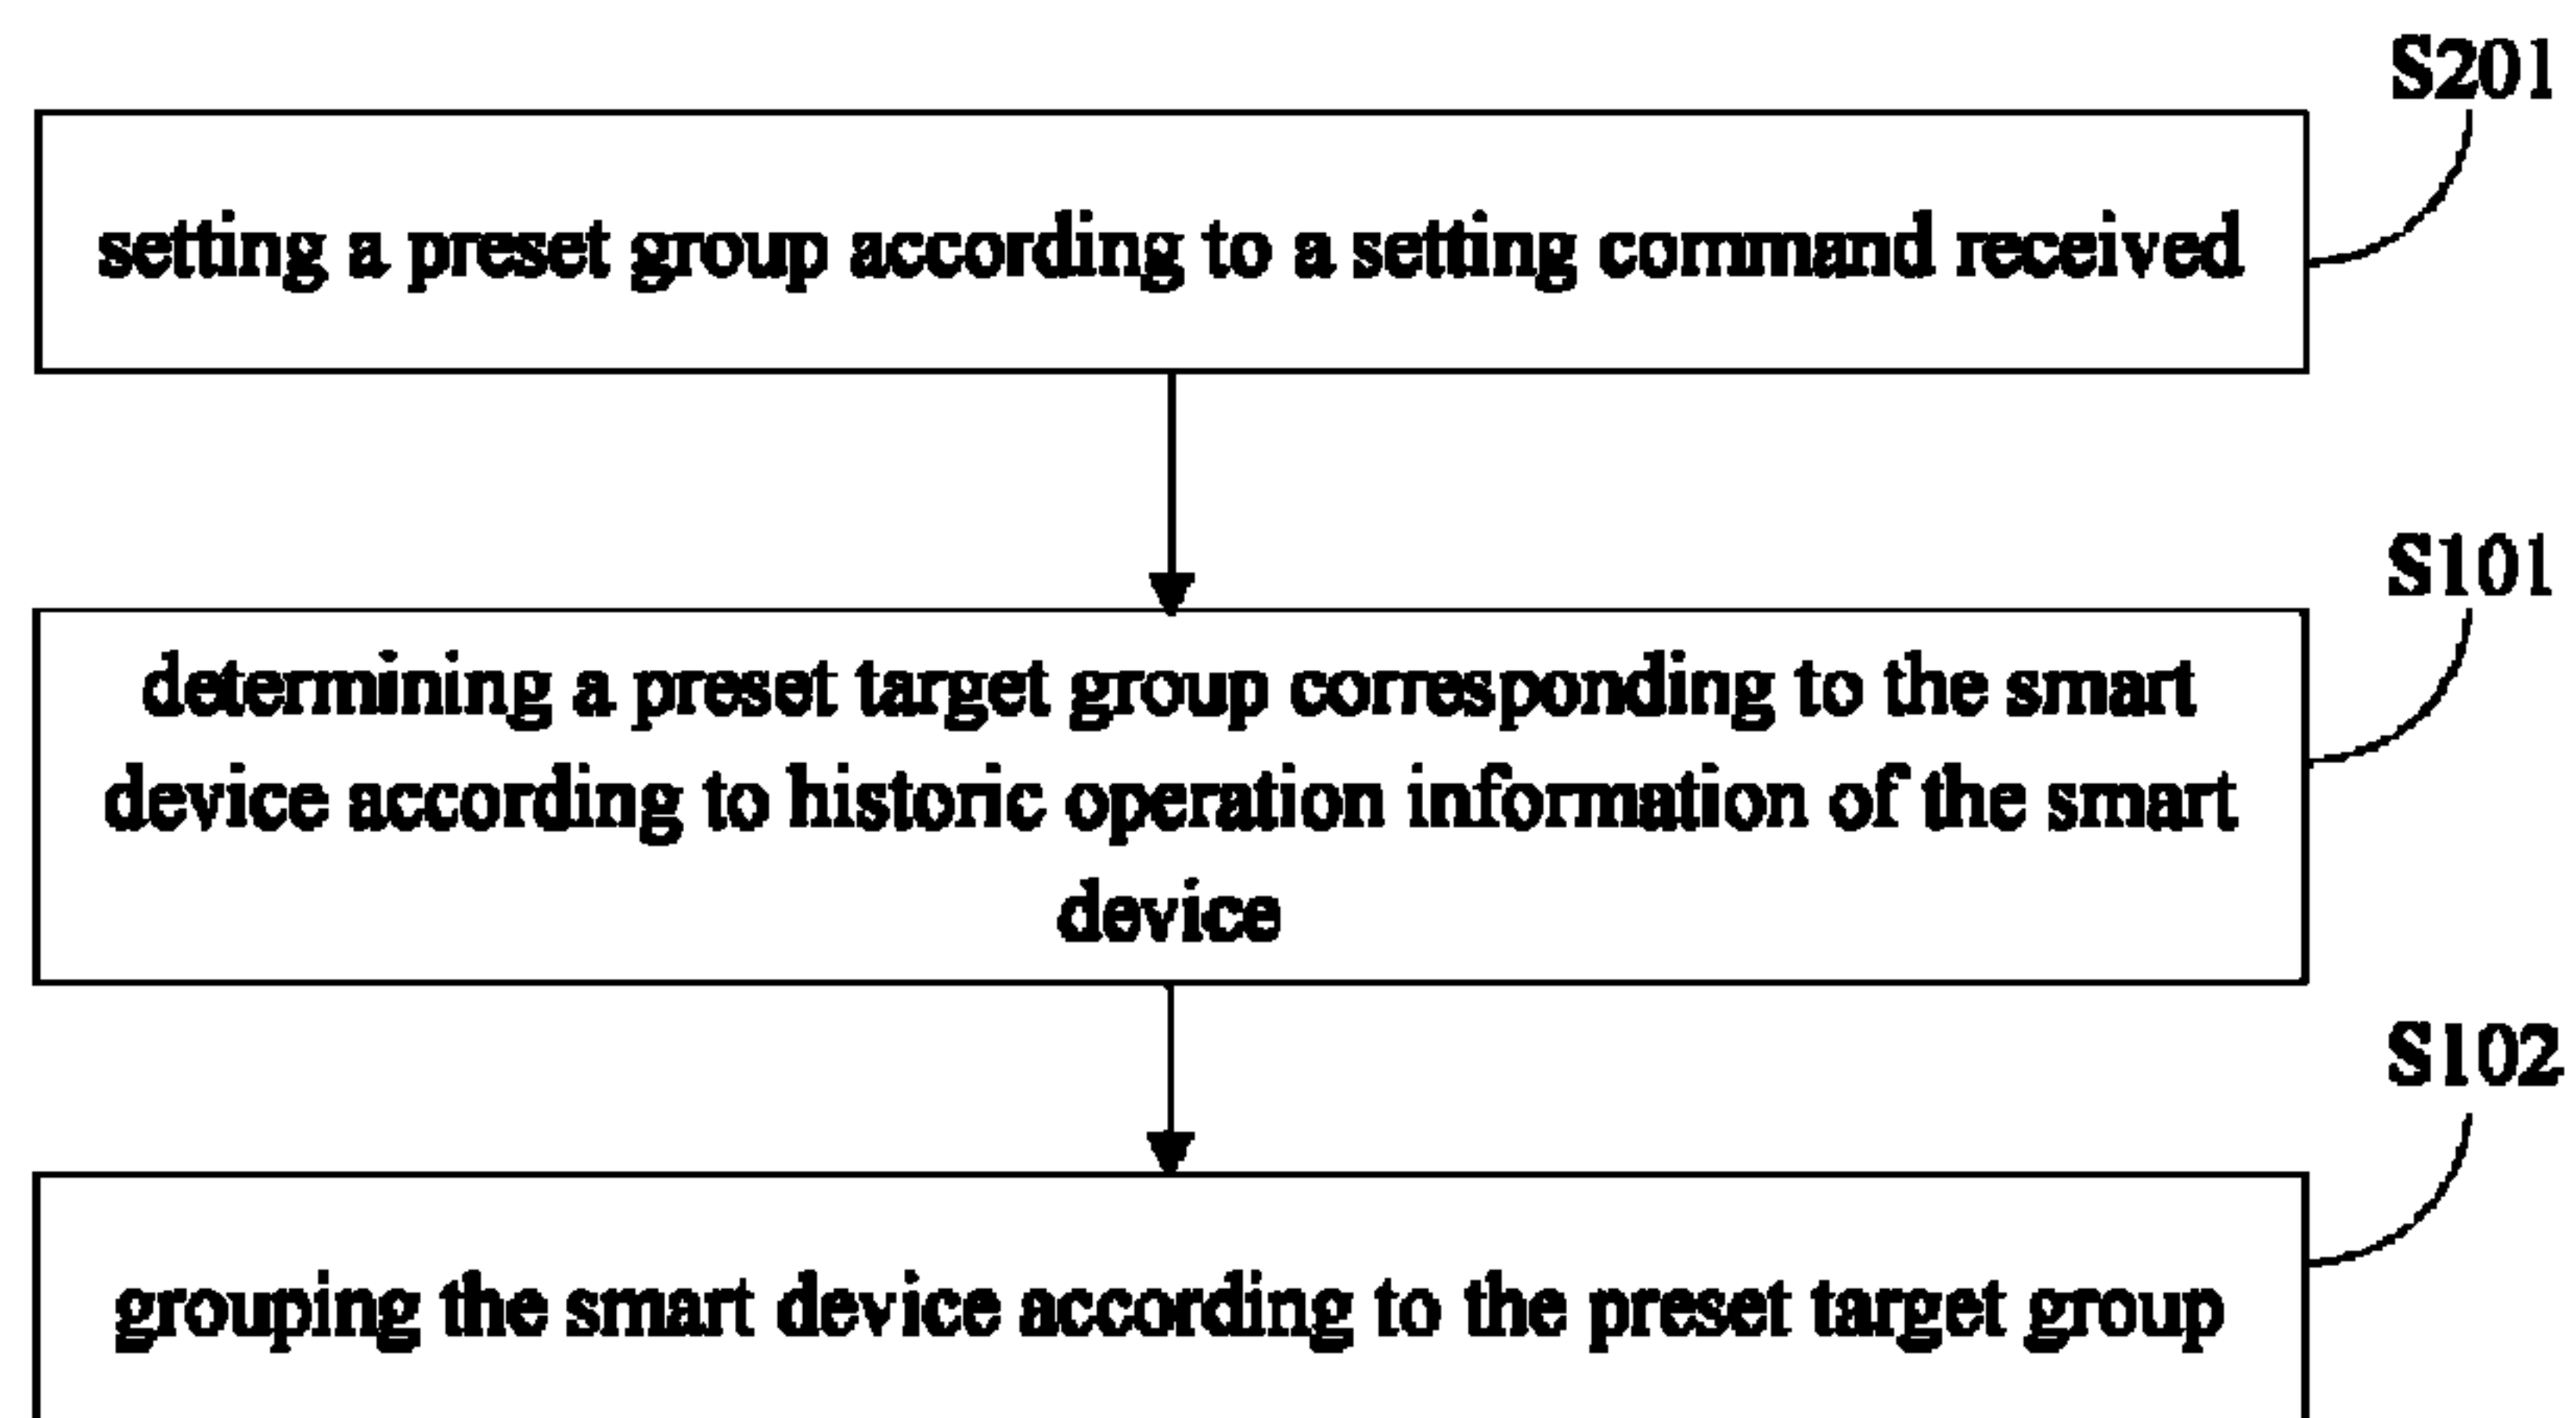 S201
setting a preset group according to a setting command received
S101
determining a preset target group corresponding to the smart
device according to historic operation information of the smart
device
S102
grouping the smart device according to the preset target group